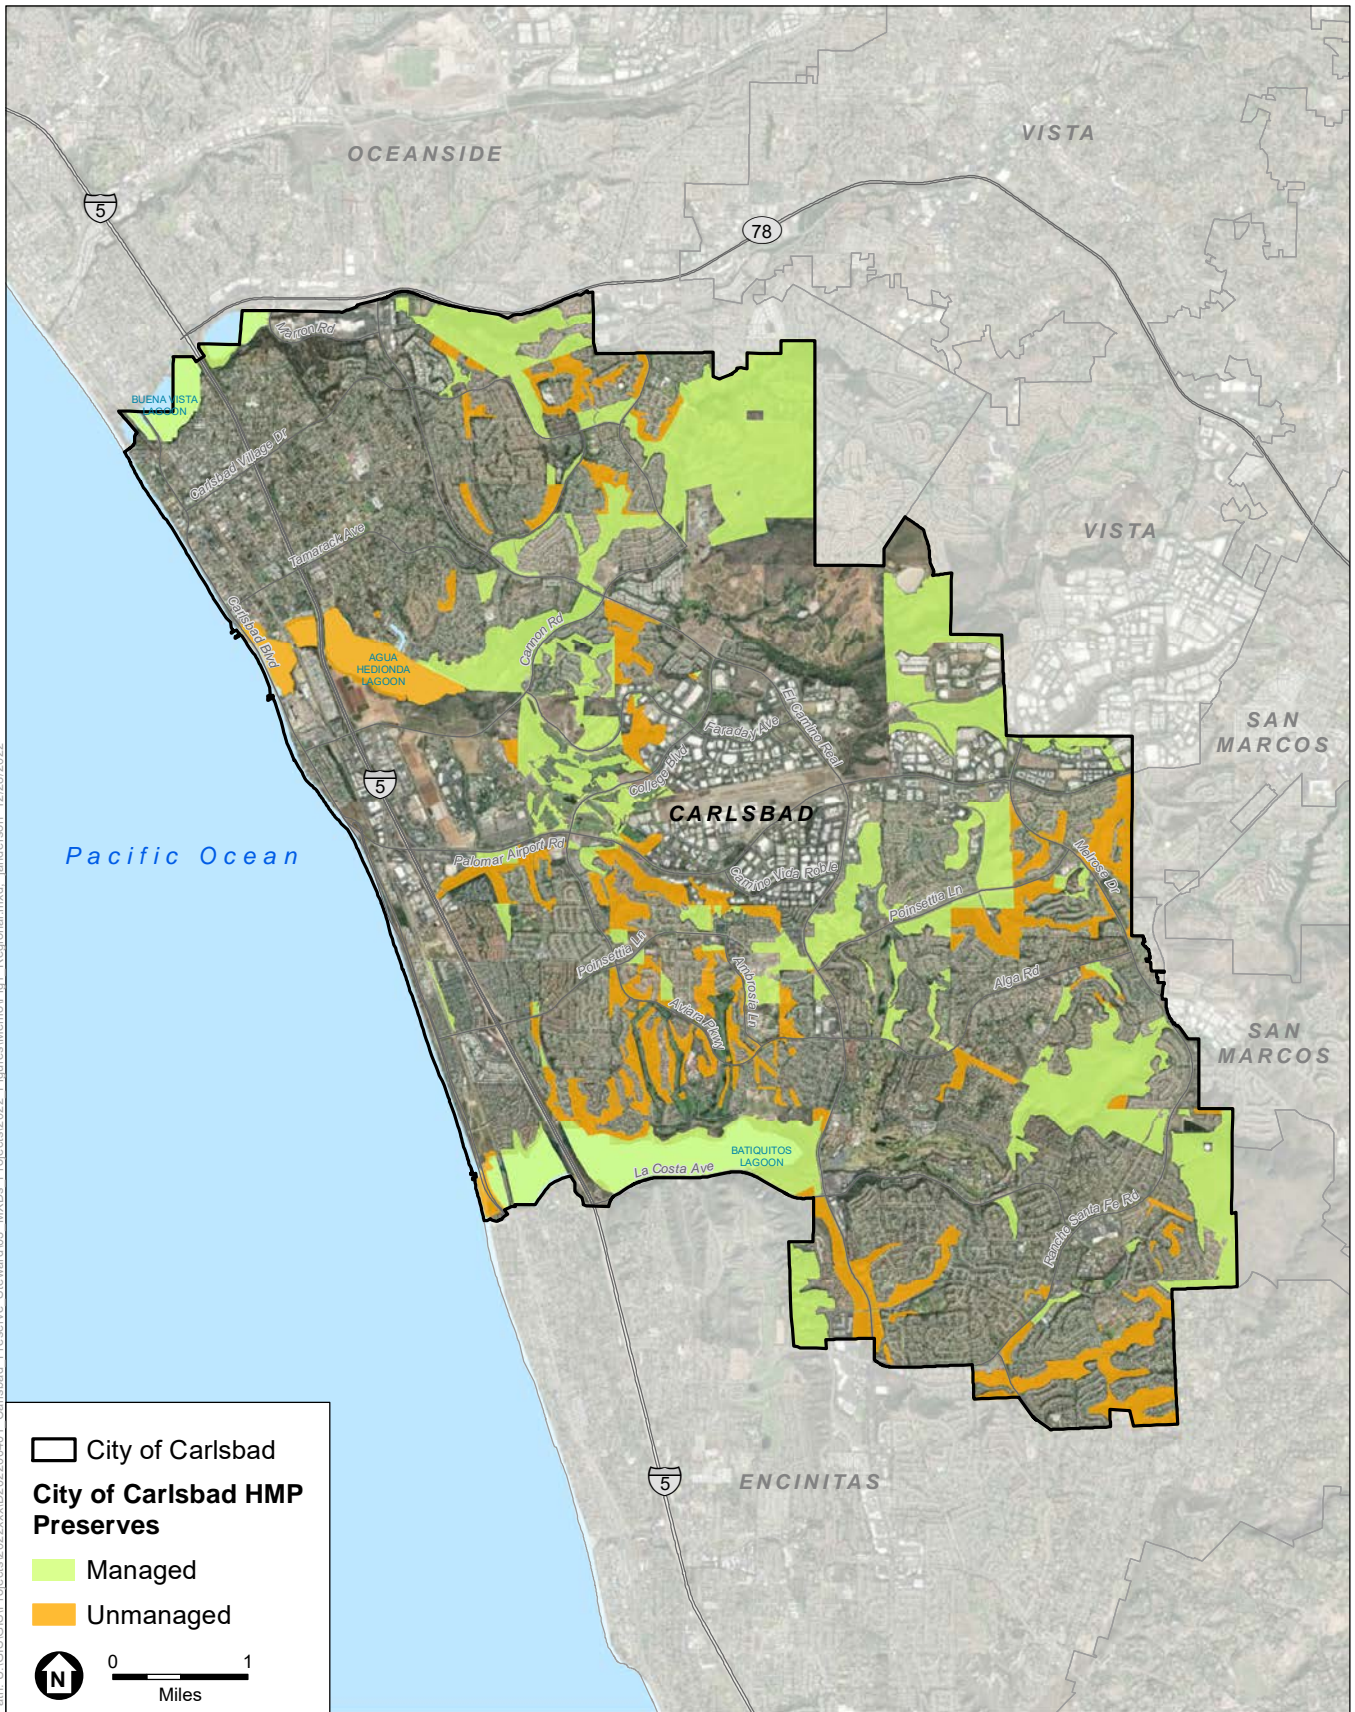 OCEANSIDE
VISTA
5
78
Marron Rd
BUENA VISTA
LAGOON
Carlsbad Village Dr
Tamarack Ave
VISTA
Carlsbad Blvd
Cannon Rd
AGUA
HEDIONDA
LAGOON
El Camino Real
Faraday Ave
SAN
MARCOS
College Blvd
5
CARLSBAD
Pacific Ocean
Palomar Airport Rd
Camino Vida Roble
Melrose Dr
Poinsettia Ln
Poinsettia Ln
Ambrosia Ln
Alga Rd
Aviara Pkwy
SAN
MARCOS
BATIQUITOS
LAGOON
La Costa Ave
Rancho Santa Fe Rd
5
ENCINITAS
City of Carlsbad
City of Carlsbad HMP
Preserves
Managed
Unmanaged
N
0 1
Miles